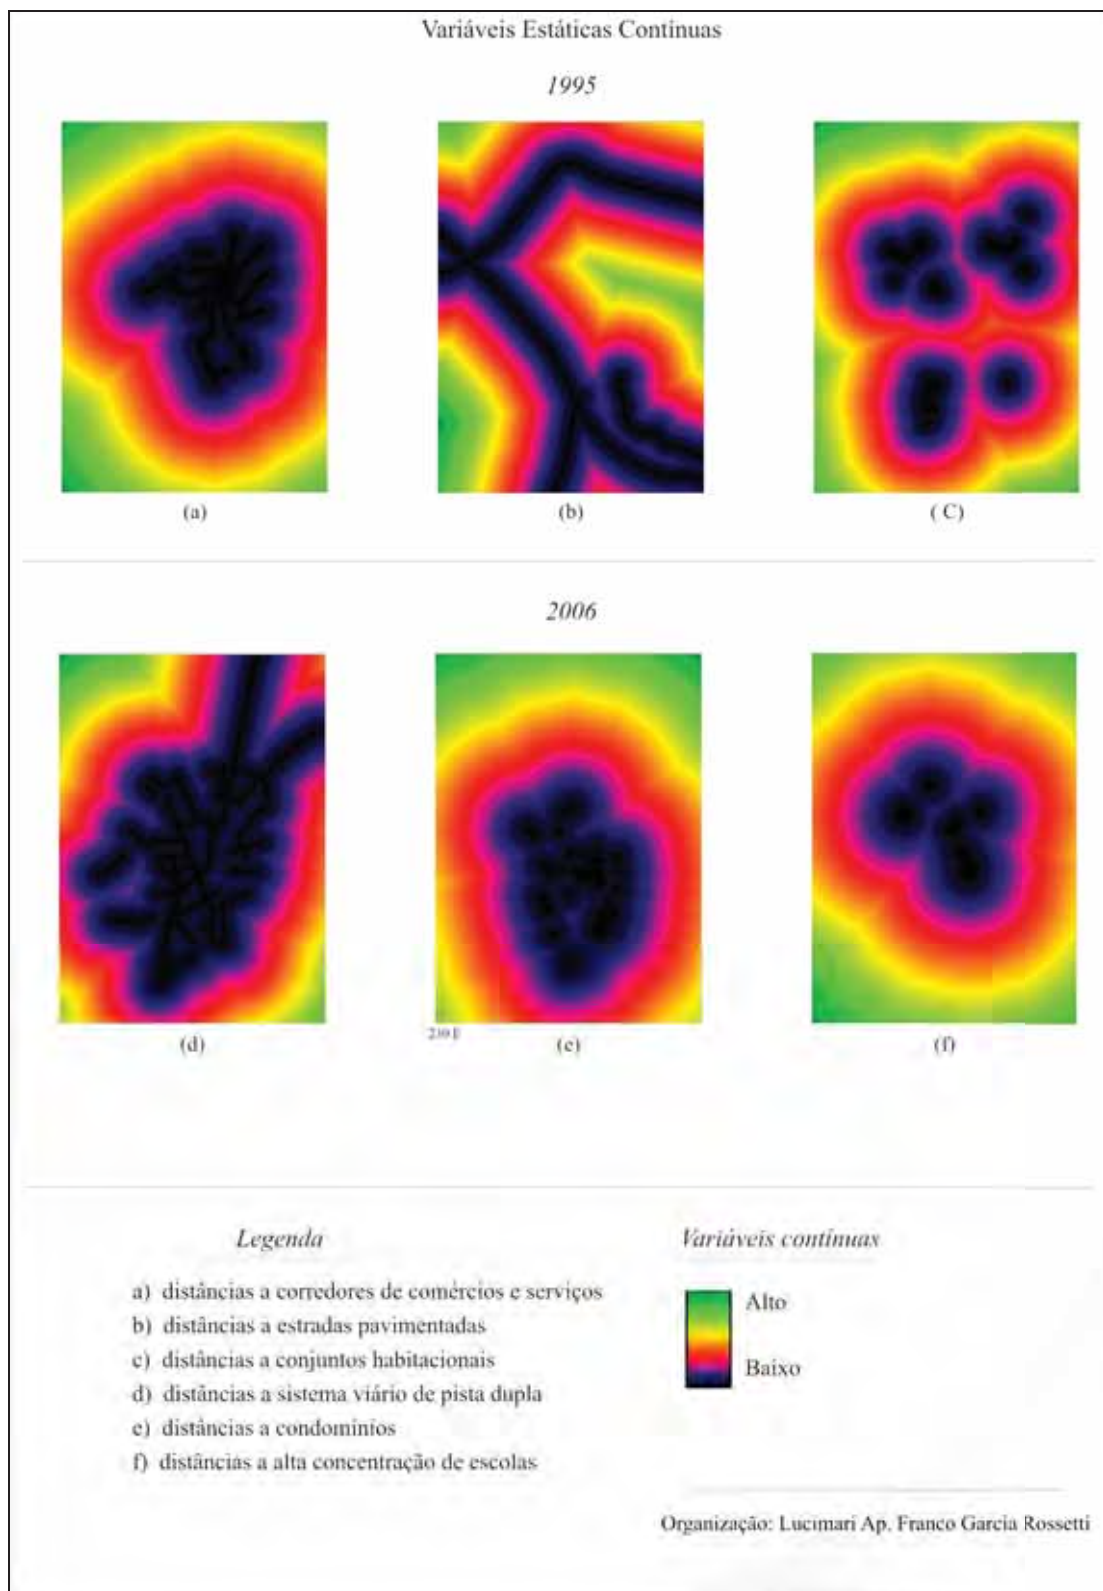 Variáveis Estáticas Contínuas
1995
(a)
(b)
( C)
2006
(d)
(e)
(f)
Legenda
a) distâncias a corredores de comércios e serviços
b) distâncias a estradas pavimentadas
c) distâncias a conjuntos habitacionais
d) distâncias a sistema viário de pista dupla
e) distâncias a condomínios
f) distâncias a alta concentração de escolas
Variáveis contínuas
Alto
Baixo
Organização: Lucimari Ap. Franco Garcia Rossetti